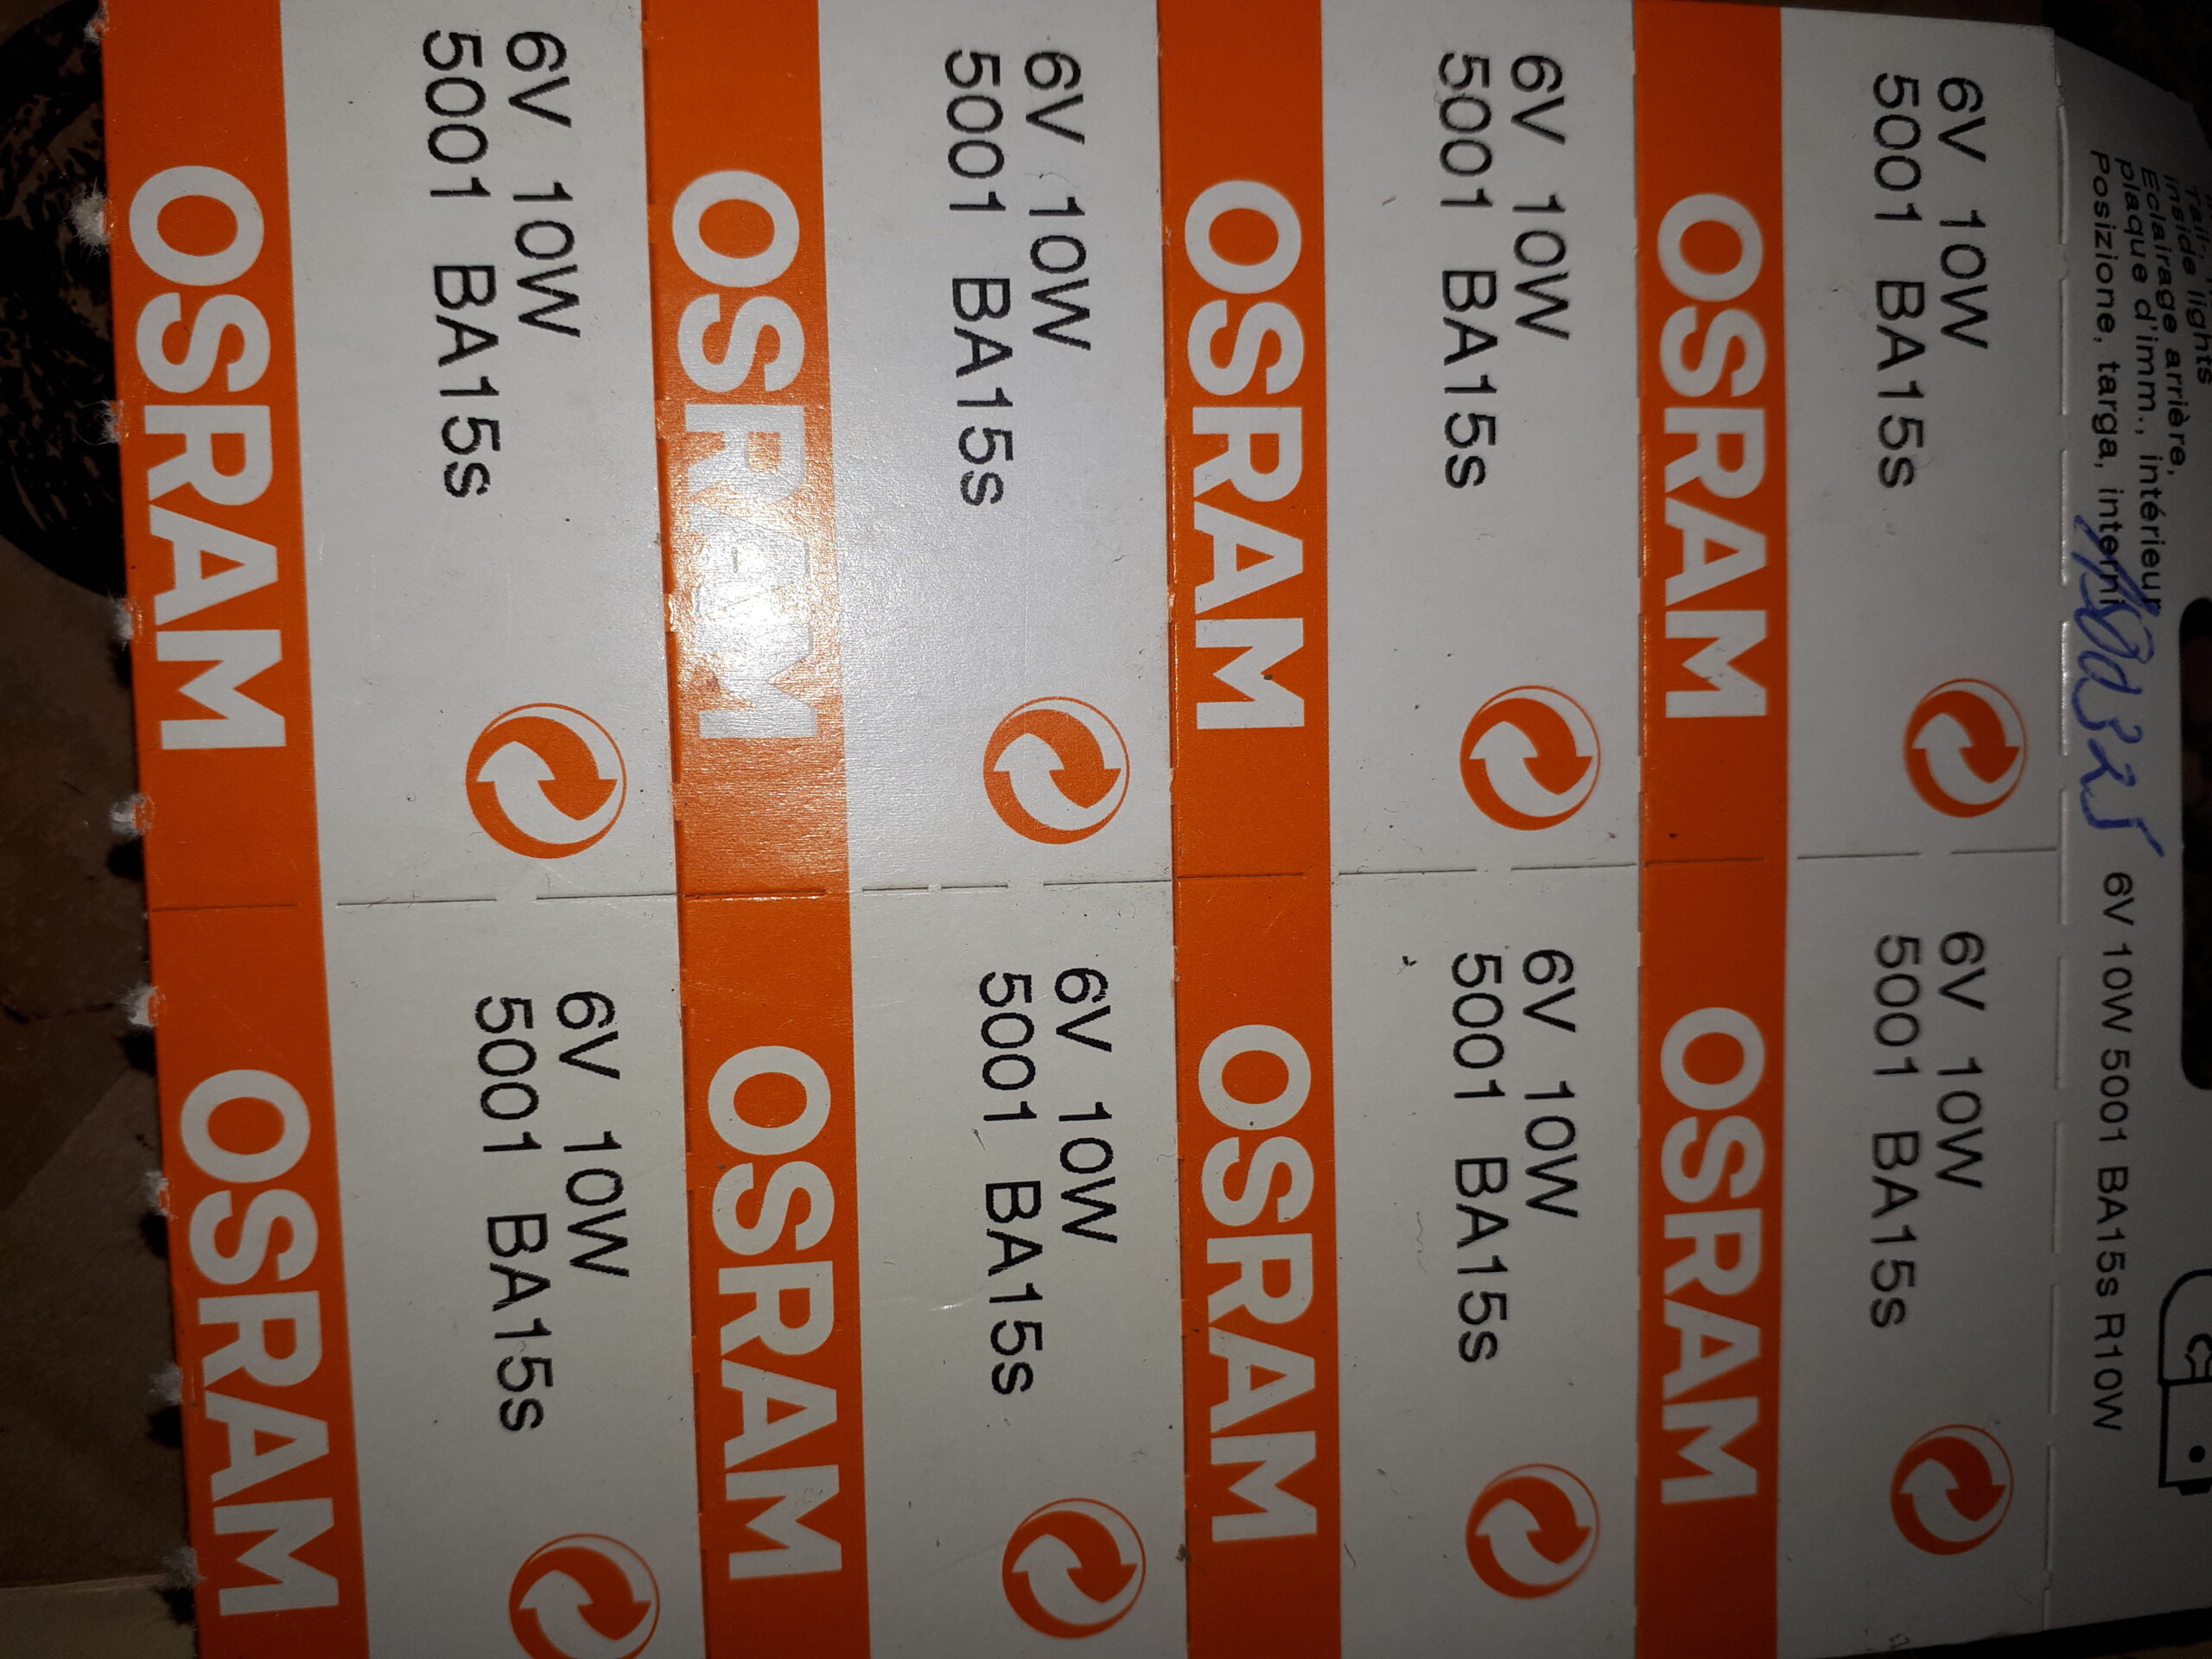 inside lights
Eclairage arrière,
plaque d'imm., intérieur
Posizione, targa, interni
6V 10W 5001 BA15s R10W
6V 10W
5001 BA15s
OSRAM
6V 10W
5001 BA15s
OSRAM
6V 10W
5001 BA15s
OSRAM
6V 10W
5001 BA15s
OSRAM
6V 10W
5001 BA15s
OSRAM
6V 10W
5001 BA15s
OSRAM
6V 10W
5001 BA15s
OSRAM
6V 10W
5001 BA15s
OSRAM